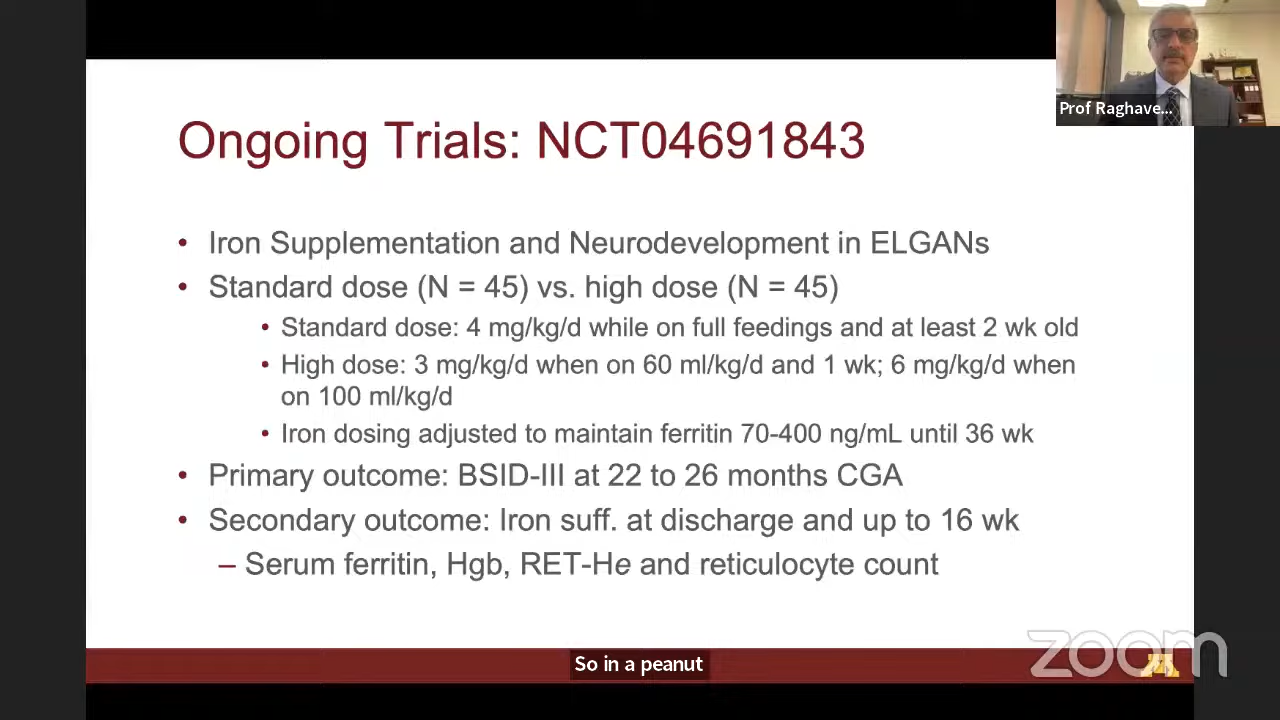 Prof Raghave...
Ongoing Trials: NCT04691843
• Iron Supplementation and Neurodevelopment in ELGANs
• Standard dose (N = 45) vs. high dose (N = 45)
• Standard dose: 4 mg/kg/d while on full feedings and at least 2 wk old
• High dose: 3 mg/kg/d when on 60 ml/kg/d and 1 wk; 6 mg/kg/d when
on 100 ml/kg/d
• Iron dosing adjusted to maintain ferritin 70-400 ng/mL until 36 wk
• Primary outcome: BSID-III at 22 to 26 months CGA
• Secondary outcome: Iron suff. at discharge and up to 16 wk
– Serum ferritin, Hgb, RET-He and reticulocyte count
zoom
So in a peanut